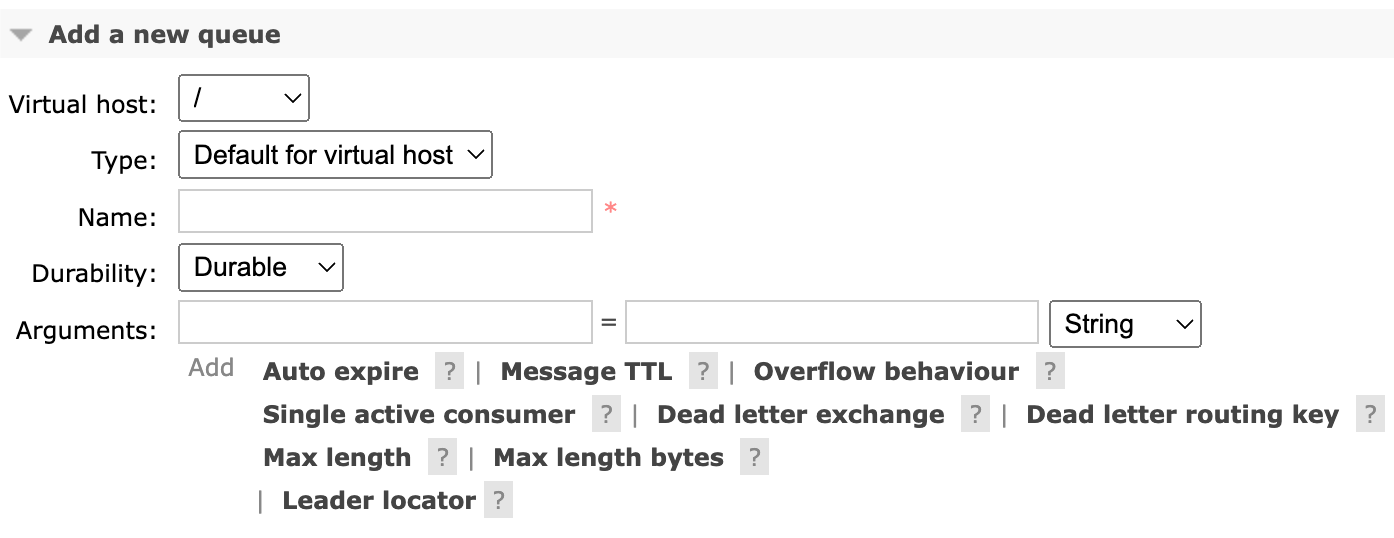 Add a new queue
Virtual host: /
Type: Default for virtual host
Name: *
Durability: Durable
Arguments: = String
Add Auto expire ? | Message TTL ? | Overflow behaviour ?
Single active consumer ? | Dead letter exchange ? | Dead letter routing key ?
Max length ? | Max length bytes ?
| Leader locator ?